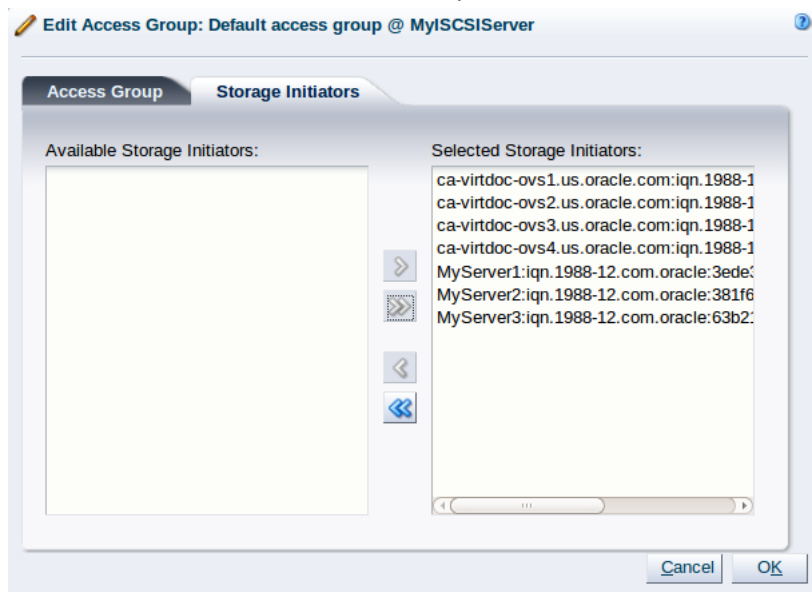 Edit Access Group: Default access group @ MyISCSIServer
Access Group
Storage Initiators
Available Storage Initiators:
Selected Storage Initiators:
ca-virtdoc-ovs1.us.oracle.com:iqn.1988-1
ca-virtdoc-ovs2.us.oracle.com:iqn.1988-1
ca-virtdoc-ovs3.us.oracle.com:iqn.1988-1
ca-virtdoc-ovs4.us.oracle.com:iqn.1988-1
MyServer1:iqn.1988-12.com.oracle:3ede3
MyServer2:iqn.1988-12.com.oracle:381f6
MyServer3:iqn.1988-12.com.oracle:63b21
Cancel
OK